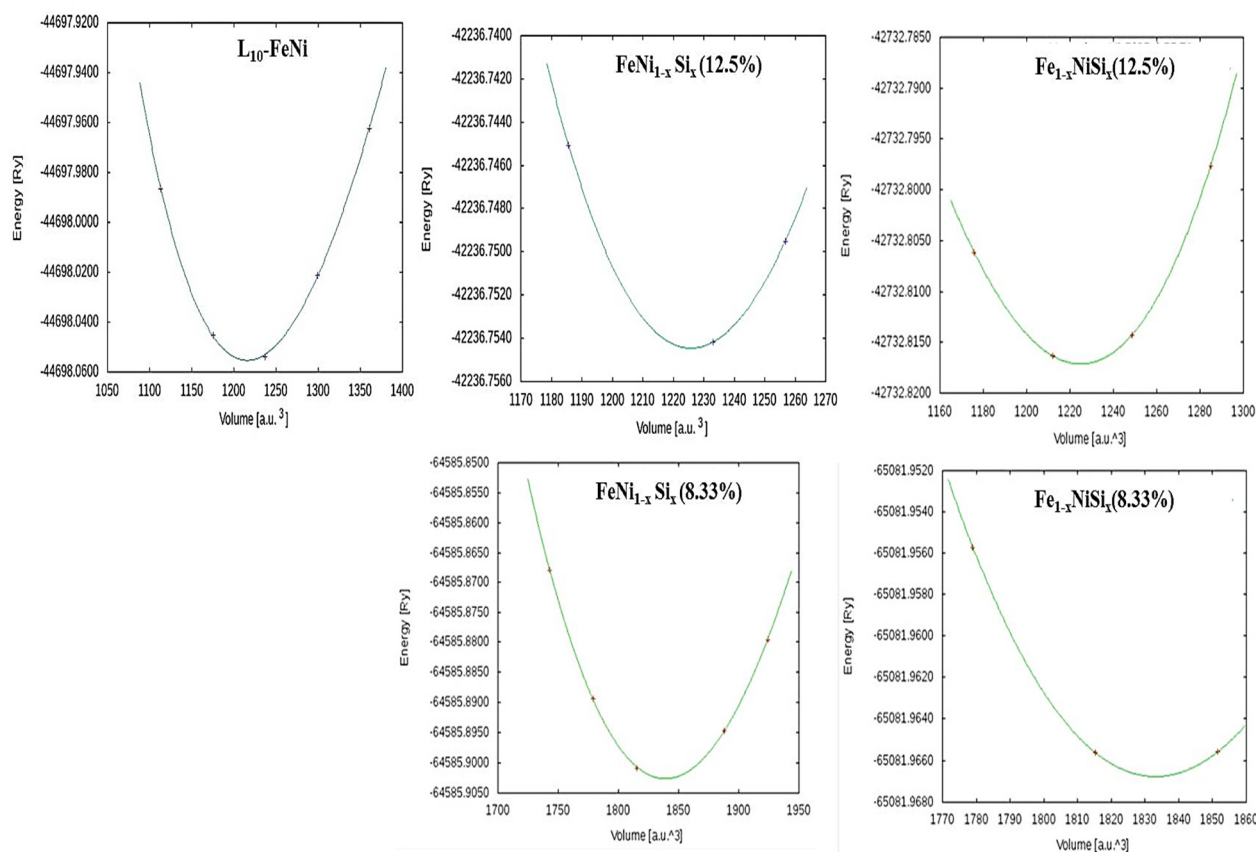 L10-FeNi
-44697.9200
-44697.9400
-44697.9600
-44697.9800
-44698.0000
-44698.0200
-44698.0400
-44698.0600
Energy [Ry]
1050 1100 1150 1200 1250 1300 1350 1400
Volume [a.u. 3]
FeNi1-x Six (12.5%)
-42236.7400
-42236.7420
-42236.7440
-42236.7460
-42236.7480
-42236.7500
-42236.7520
-42236.7540
-42236.7560
Energy [Ry]
1170 1180 1190 1200 1210 1220 1230 1240 1250 1260 1270
Volume [a.u. 3]
Fe1-xNiSix(12.5%)
-42732.7850
-42732.7900
-42732.7950
-42732.8000
-42732.8050
-42732.8100
-42732.8150
-42732.8200
Energy [Ry]
1160 1180 1200 1220 1240 1260 1280 1300
Volume [a.u.^3]
FeNi1-x Six (8.33%)
-64585.8500
-64585.8550
-64585.8600
-64585.8650
-64585.8700
-64585.8750
-64585.8800
-64585.8850
-64585.8900
-64585.8950
-64585.9000
-64585.9050
Energy [Ry]
1700 1750 1800 1850 1900 1950
Volume [a.u.^3]
Fe1-xNiSix(8.33%)
-65081.9520
-65081.9540
-65081.9560
-65081.9580
-65081.9600
-65081.9620
-65081.9640
-65081.9660
-65081.9680
Energy [Ry]
1770 1780 1790 1800 1810 1820 1830 1840 1850 1860
Volume [a.u.^3]